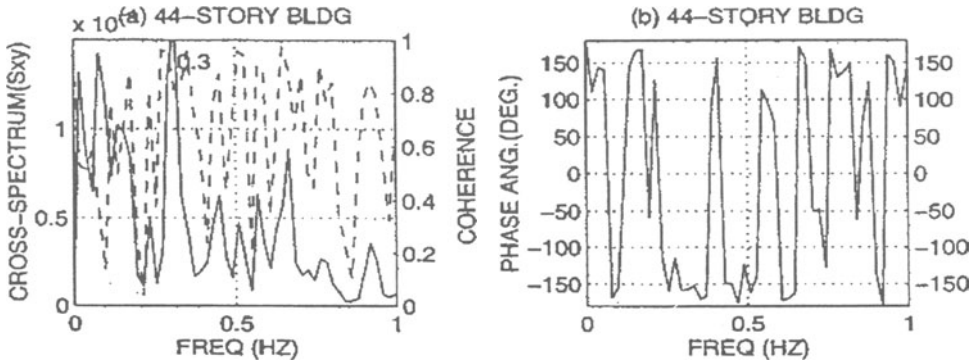 x 10 (a) 44-STORY BLDG
CROSS-SPECTRUM(Sxy)
1
0.5
0
0.3
1
0.8
0.6
0.4
0.2
0
COHERENCE
0 0.5 1
FREQ (HZ)
(b) 44-STORY BLDG
PHASE ANG.(DEG.)
150
100
50
0
-50
-100
-150
150
100
50
0
-50
-100
-150
0 0.5 1
FREQ (HZ)